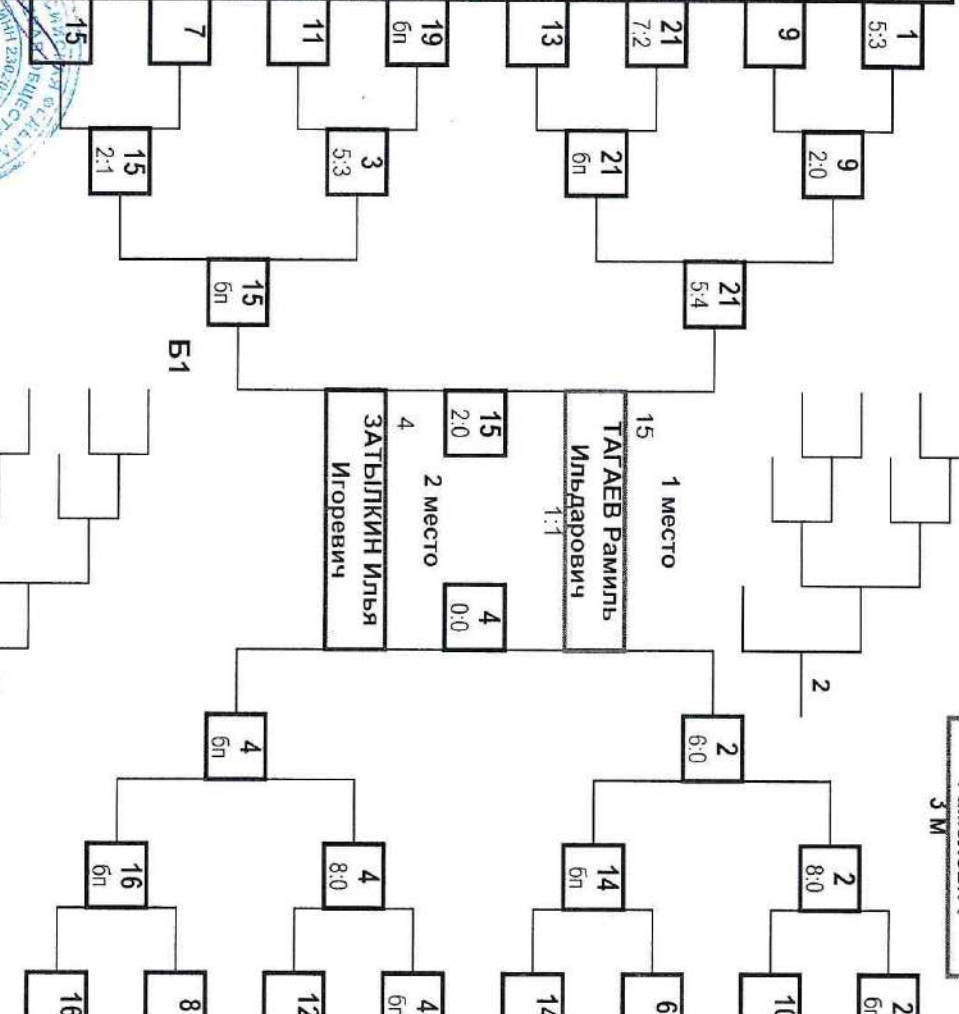 1
5:3
9
21
7:2
13
19
бп
11
7
15
9
2:0
21
бп
3
5:3
15
2:1
21
5:4
15
бп
Б1
1 место
15
ТАГАЕВ Рамиль
Ильдарович
1:1
15
2:0
4
0:0
2 место
4
ЗАТЫЛКИН Илья
Игоревич
2
3 М
2
6:0
4
бп
2
8:0
14
бп
4
8:0
16
бп
2
10
6
14
4
бп
12
8
16
ИНН 23020